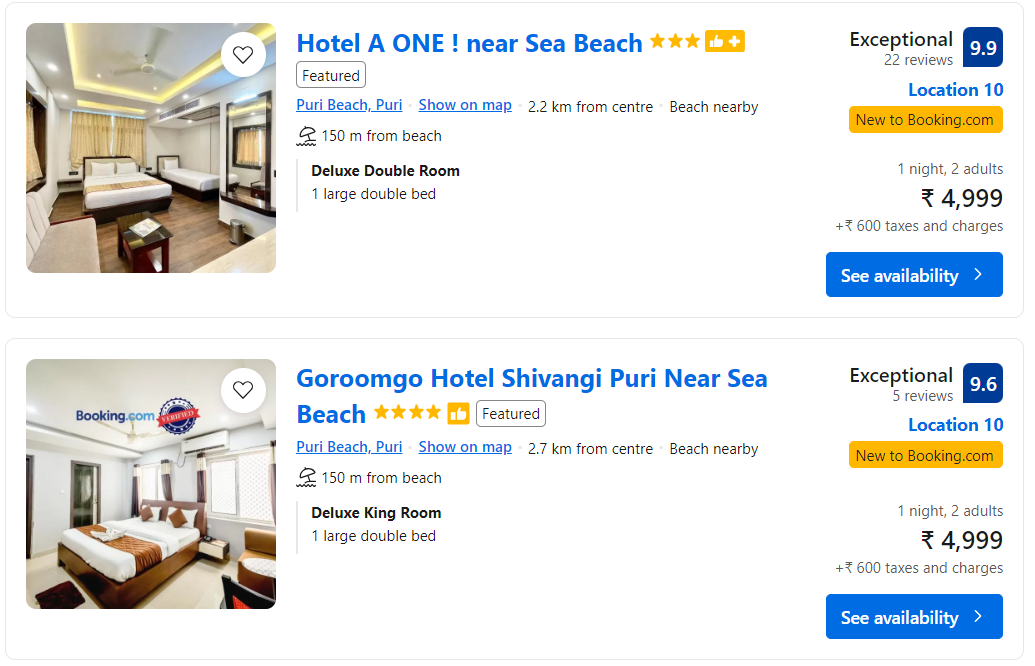 Hotel A ONE ! near Sea Beach
Featured
Puri Beach, Puri · Show on map · 2.2 km from centre · Beach nearby
150 m from beach
Deluxe Double Room
1 large double bed
Exceptional 9.9
22 reviews
Location 10
New to Booking.com
1 night, 2 adults
₹ 4,999
+₹ 600 taxes and charges
See availability
Booking.com VERIFIED
Goroomgo Hotel Shivangi Puri Near Sea
Beach Featured
Puri Beach, Puri · Show on map · 2.7 km from centre · Beach nearby
150 m from beach
Deluxe King Room
1 large double bed
Exceptional 9.6
5 reviews
Location 10
New to Booking.com
1 night, 2 adults
₹ 4,999
+₹ 600 taxes and charges
See availability